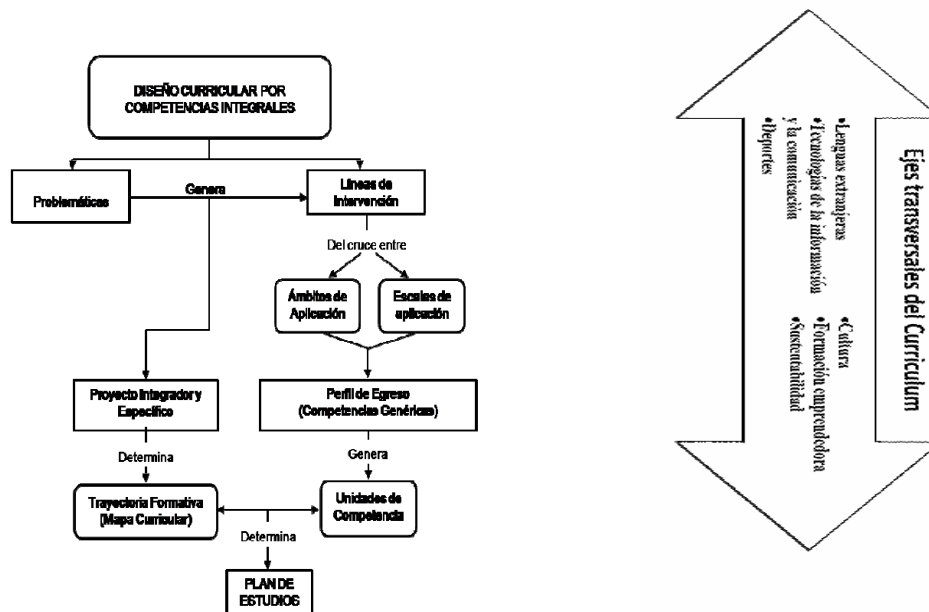 DISEÑO CURRICULAR POR
COMPETENCIAS INTEGRALES
Problemáticas
Genera
Líneas de
Intervención
Del cruce entre
Ámbitos de
Aplicación
Escalas de
aplicación
Proyecto Integrador y
Específico
Perfil de Egreso
(Competencias Genéricas)
Determina
Genera
Trayectoria Formativa
(Mapa Curricular)
Unidades de
Competencia
Determina
PLAN DE
ESTUDIOS
Ejes transversales del Curriculum
•Lenguas extranjeras
•Tecnologías de la información
y la comunicación
•Deportes
•Cultura
•Formación emprendedora
•Sustentabilidad